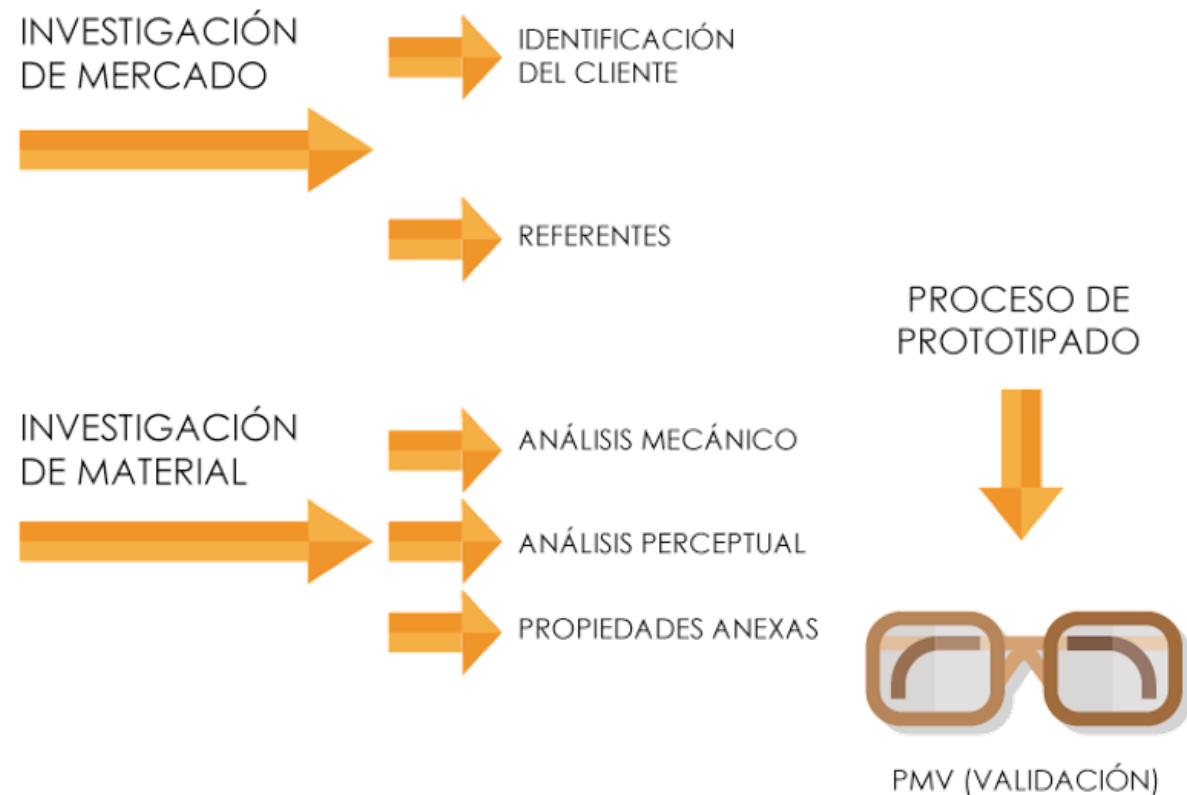 INVESTIGACIÓN
DE MERCADO
IDENTIFICACIÓN
DEL CLIENTE
REFERENTES
INVESTIGACIÓN
DE MATERIAL
ANÁLISIS MECÁNICO
ANÁLISIS PERCEPTUAL
PROPIEDADES ANEXAS
PROCESO DE
PROTOTIPADO
PMV (VALIDACIÓN)